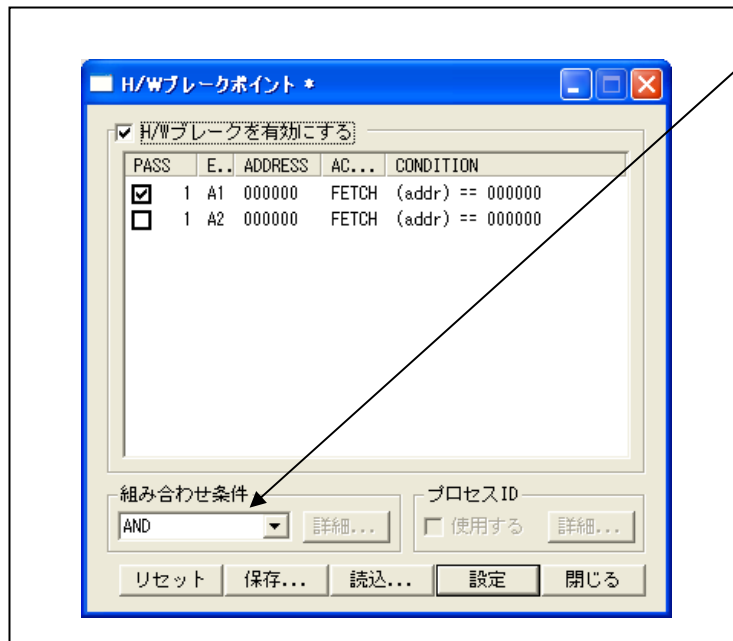 H/Wブレークポイント *
H/Wブレークを有効にする
PASS E.. ADDRESS AC... CONDITION
1 A1 000000 FETCH (addr) == 000000
1 A2 000000 FETCH (addr) == 000000
組み合わせ条件 プロセスID
AND 詳細... 使用する 詳細...
リセット 保存... 読込... 設定 閉じる